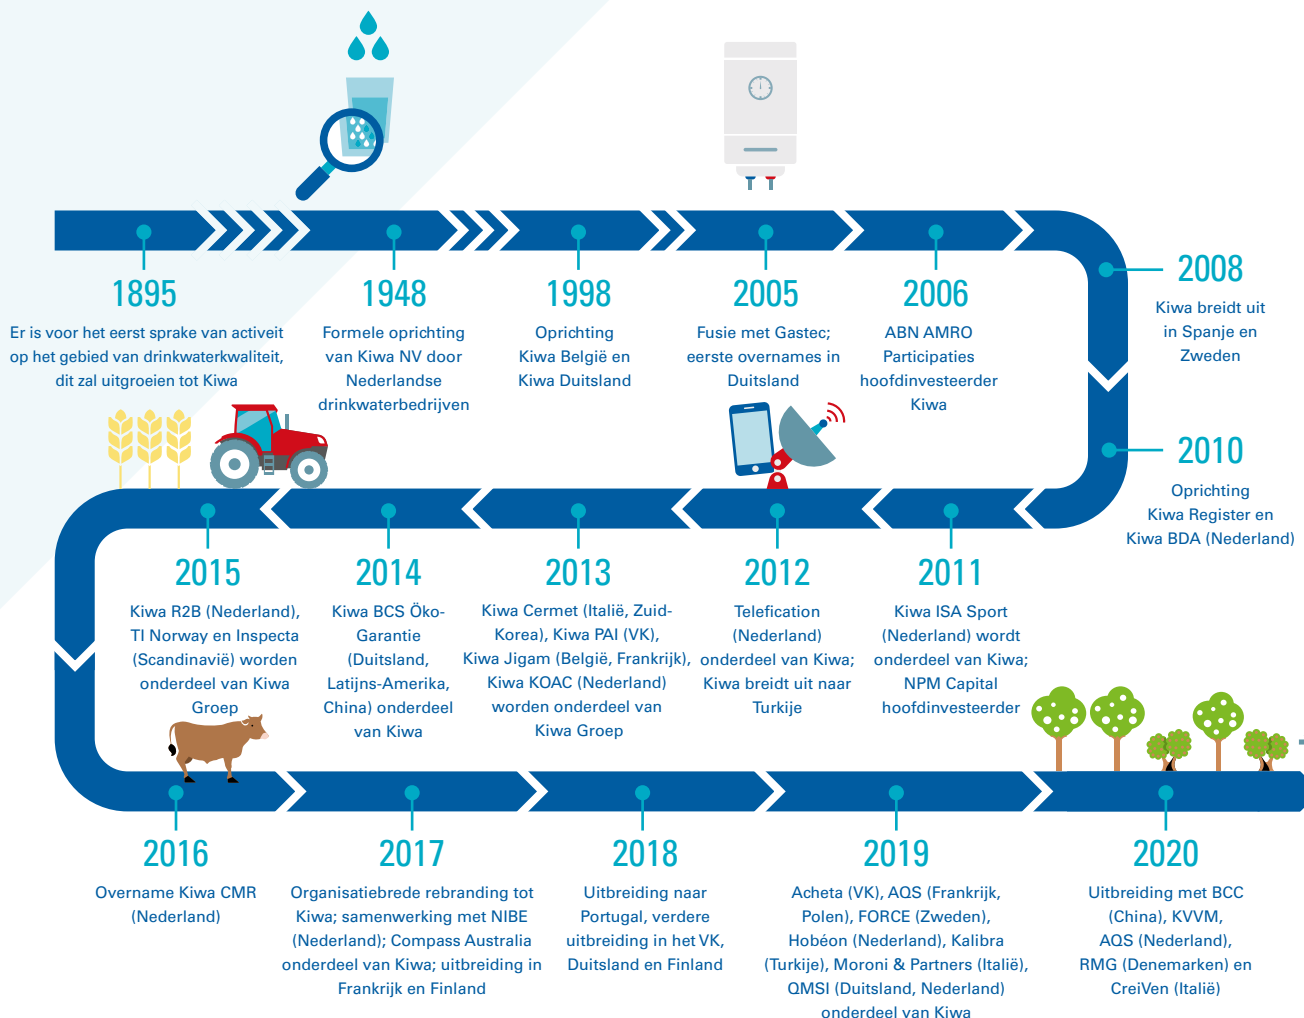 1895
Er is voor het eerst sprake van activeit
op het gebied van drinkwaterkwaliteit,
dit zal uitgroeien tot Kiwa
1948
Formele oprichting
van Kiwa NV door
Nederlandse
drinkwaterbedrijven
1998
Oprichting
Kiwa België en
Kiwa Duitsland
2005
Fusie met Gastec;
eerste overnames in
Duitsland
2006
ABN AMRO
Participaties
hoofdinvesteerder
Kiwa
2008
Kiwa breidt uit
in Spanje en
Zweden
2010
Oprichting
Kiwa Register en
Kiwa BDA (Nederland)
2011
Kiwa ISA Sport
(Nederland) wordt
onderdeel van Kiwa;
NPM Capital
hoofdinvesteerder
2012
Telefication
(Nederland)
onderdeel van Kiwa;
Kiwa breidt uit naar
Turkije
2013
Kiwa Cermet (Italië, Zuid-
Korea), Kiwa PAI (VK),
Kiwa Jigam (België, Frankrijk),
Kiwa KOAC (Nederland)
worden onderdeel van
Kiwa Groep
2014
Kiwa BCS Öko-
Garantie
(Duitsland,
Latijns-Amerika,
China) onderdeel
van Kiwa
2015
Kiwa R2B (Nederland),
TI Norway en Inspecta
(Scandinavië) worden
onderdeel van Kiwa
Groep
2016
Overname Kiwa CMR
(Nederland)
2017
Organisatiebrede rebranding tot
Kiwa; samenwerking met NIBE
(Nederland); Compass Australia
onderdeel van Kiwa; uitbreiding in
Frankrijk en Finland
2018
Uitbreiding naar
Portugal, verdere
uitbreiding in het VK,
Duitsland en Finland
2019
Acheta (VK), AQS (Frankrijk,
Polen), FORCE (Zweden),
Hobéon (Nederland), Kalibra
(Turkije), Moroni & Partners (Italië),
QMSI (Duitsland, Nederland)
onderdeel van Kiwa
2020
Uitbreiding met BCC
(China), KVVM,
AQS (Nederland),
RMG (Denemarken) en
CreiVen (Italië)